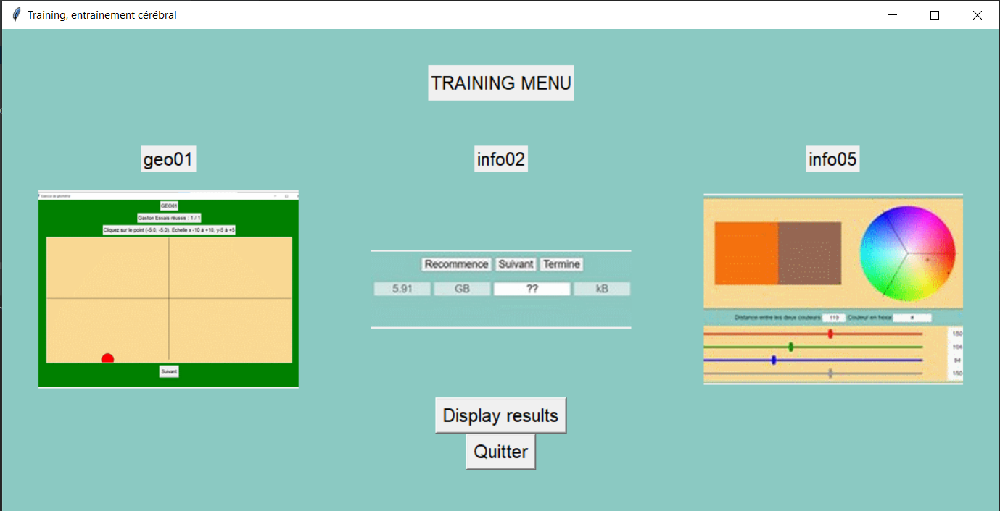 Training, entrainement cérébral
TRAINING MENU
geo01
info02
info05
Exercice de géométrie
GEO01
Gaston Essais réussis : 1 / 1
Cliquez sur le point (-5.0, -5.0). Echelle x -10 à +10, y-5 à +5
Suivant
Recommence Suivant Termine
5.91 GB ?? kB
Distance entre les deux couleurs 113 Couleur en hexa #
150
104
94
150
Display results
Quitter